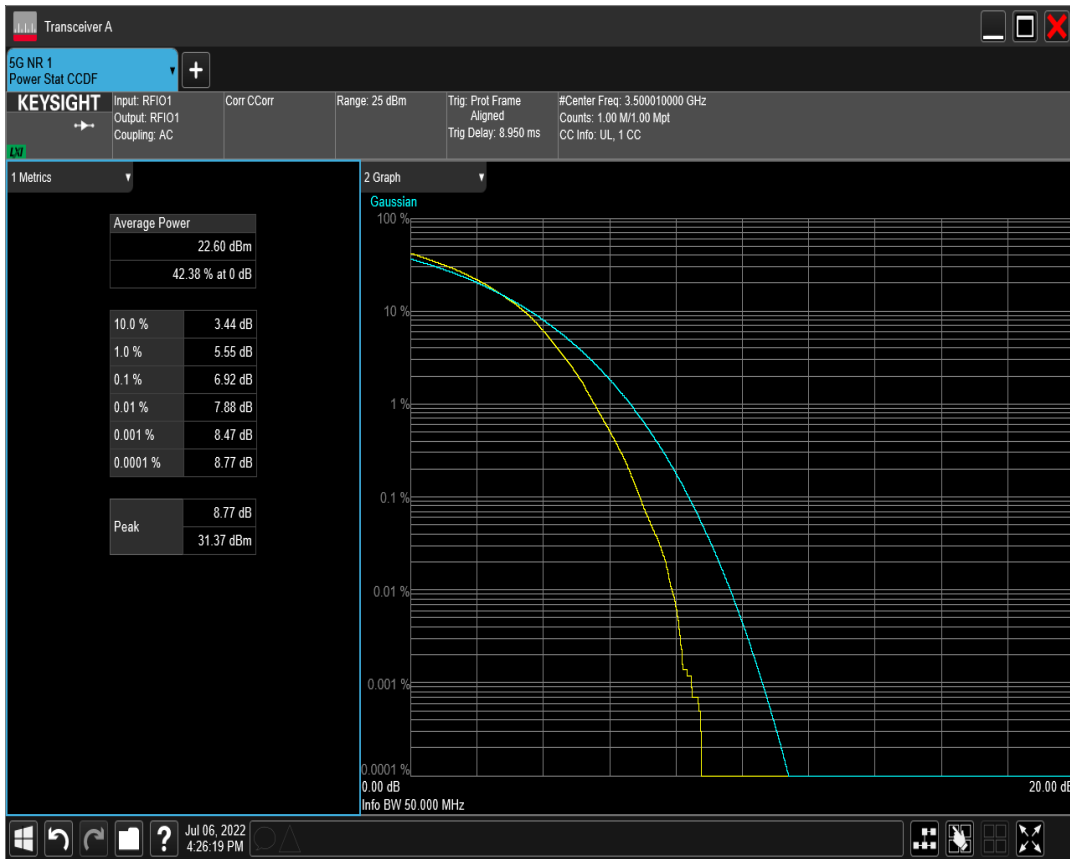 Transceiver A
5G NR 1
Power Stat CCDF
+
KEYSIGHT
LXI
Input: RFIO1
Output: RFIO1
Coupling: AC
Corr CCorr
Range: 25 dBm
Trig: Prot Frame
Aligned
Trig Delay: 8.950 ms
#Center Freq: 3.500010000 GHz
Counts: 1.00 M/1.00 Mpt
CC Info: UL, 1 CC
1 Metrics
Average Power
22.60 dBm
42.38 % at 0 dB
10.0 % 3.44 dB
1.0 % 5.55 dB
0.1 % 6.92 dB
0.01 % 7.88 dB
0.001 % 8.47 dB
0.0001 % 8.77 dB
Peak
8.77 dB
31.37 dBm
2 Graph
Gaussian
100 %
10 %
1 %
0.1 %
0.01 %
0.001 %
0.0001 %
0.00 dB
20.00 dB
Info BW 50.000 MHz
?
Jul 06, 2022
4:26:19 PM